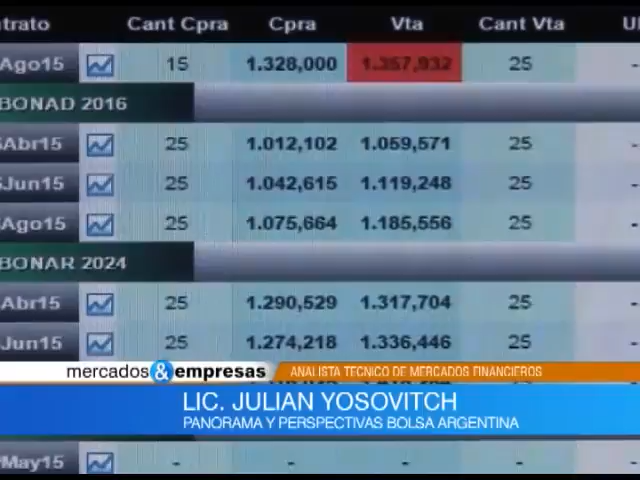 trato Cant Cpra Cpra Vta Cant Vta Ul
Ago15 15 1.328,000 1.357,932 25 -
BONAD 2016
Abr15 25 1.012,102 1.059,571 25 -
Jun15 25 1.042,615 1.119,248 25 -
Ago15 25 1.075,664 1.185,556 25 -
BONAR 2024
Abr15 25 1.290,529 1.317,704 25 -
Jun15 25 1.274,218 1.336,446 25 -
mercados&empresas
ANALISTA TECNICO DE MERCADOS FINANCIEROS
LIC. JULIAN YOSOVITCH
PANORAMA Y PERSPECTIVAS BOLSA ARGENTINA
May15 - - - - -